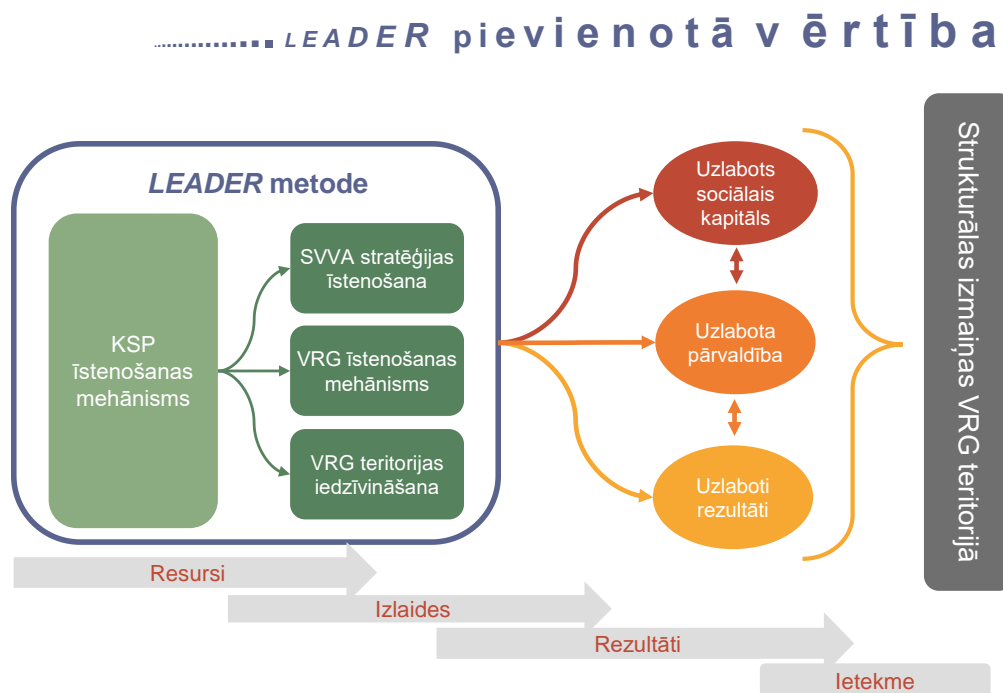 LEADER pievienotā vērtība
LEADER metode
KSP
īstenošanas
mehānisms
SVVA stratēģijas
īstenošana
VRG īstenošanas
mehānisms
VRG teritorijas
iedzīvināšana
Uzlabots
sociālais
kapitāls
Uzlabota
pārvaldība
Uzlaboti
rezultāti
Strukturālas izmaiņas VRG teritorijā
Resursi
Izlaides
Rezultāti
Ietekme